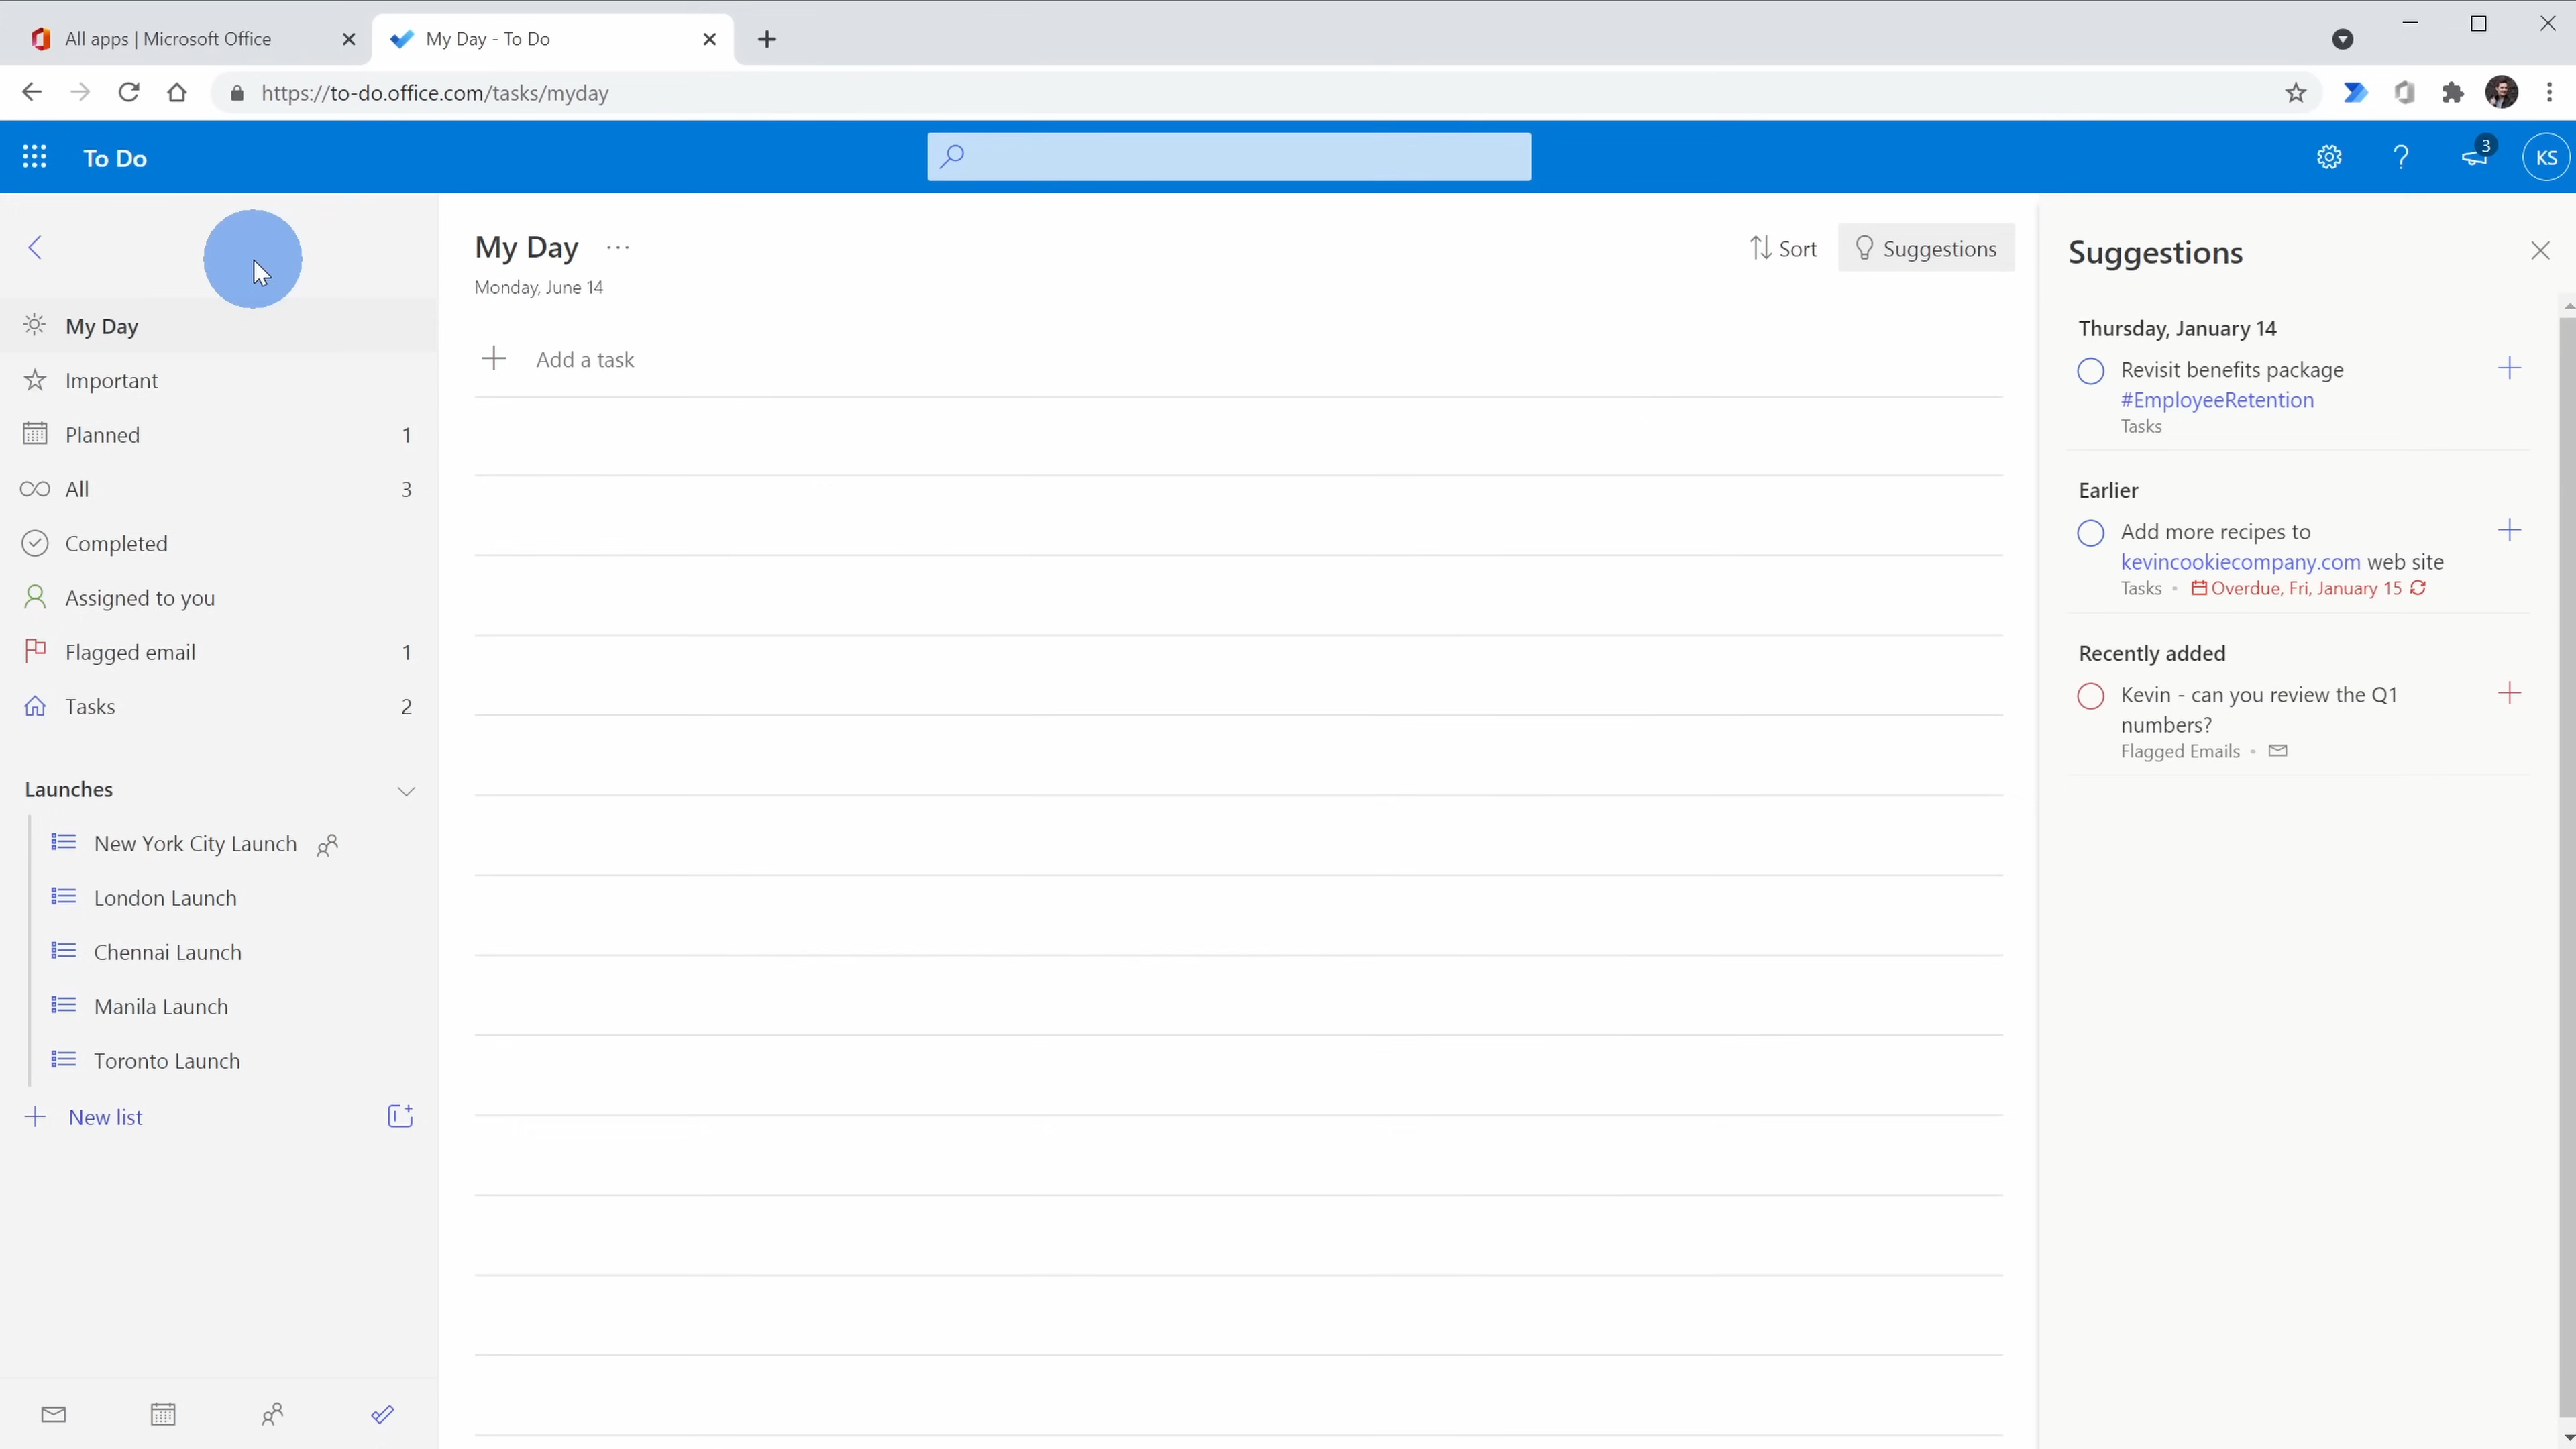 All apps | Microsoft Office
My Day - To Do
https://to-do.office.com/tasks/myday
To Do
3
KS
My Day
Important
Planned 1
All 3
Completed
Assigned to you
Flagged email 1
Tasks 2
Launches
New York City Launch
London Launch
Chennai Launch
Manila Launch
Toronto Launch
New list
My Day ...
Monday, June 14
Sort
Suggestions
Add a task
Suggestions
Thursday, January 14
Revisit benefits package
#EmployeeRetention
Tasks
Earlier
Add more recipes to
kevincookiecompany.com web site
Tasks • Overdue, Fri, January 15
Recently added
Kevin - can you review the Q1
numbers?
Flagged Emails •